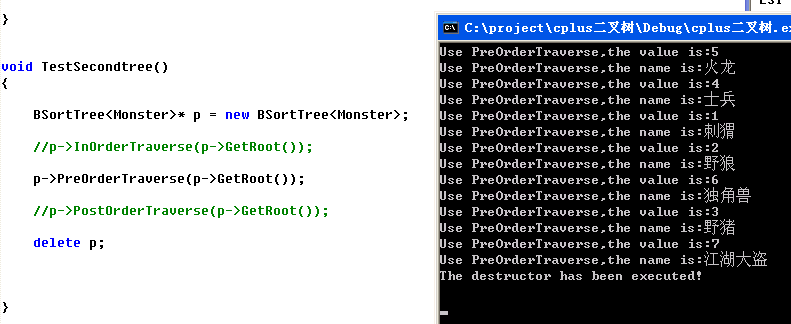 }
void TestSecondtree()
{
BSortTree<Monster>* p = new BSortTree<Monster>;
//p->InOrderTraverse(p->GetRoot());
p->PreOrderTraverse(p->GetRoot());
//p->PostOrderTraverse(p->GetRoot());
delete p;
}
C:\project\cplus二叉树\Debug\cplus二叉树.ex
Use PreOrderTraverse,the value is:5
Use PreOrderTraverse,the name is:火龙
Use PreOrderTraverse,the value is:4
Use PreOrderTraverse,the name is:士兵
Use PreOrderTraverse,the value is:1
Use PreOrderTraverse,the name is:刺猬
Use PreOrderTraverse,the value is:2
Use PreOrderTraverse,the name is:野狼
Use PreOrderTraverse,the value is:6
Use PreOrderTraverse,the name is:独角兽
Use PreOrderTraverse,the value is:3
Use PreOrderTraverse,the name is:野猪
Use PreOrderTraverse,the value is:7
Use PreOrderTraverse,the name is:江湖大盗
The destructor has been executed!